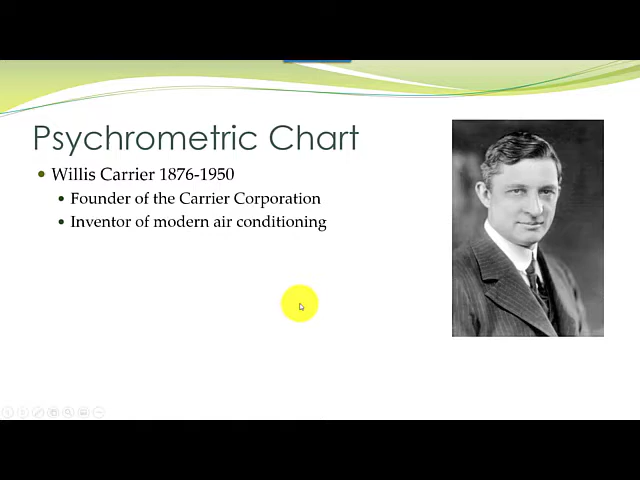 Psychrometric Chart
Willis Carrier 1876-1950
Founder of the Carrier Corporation
Inventor of modern air conditioning